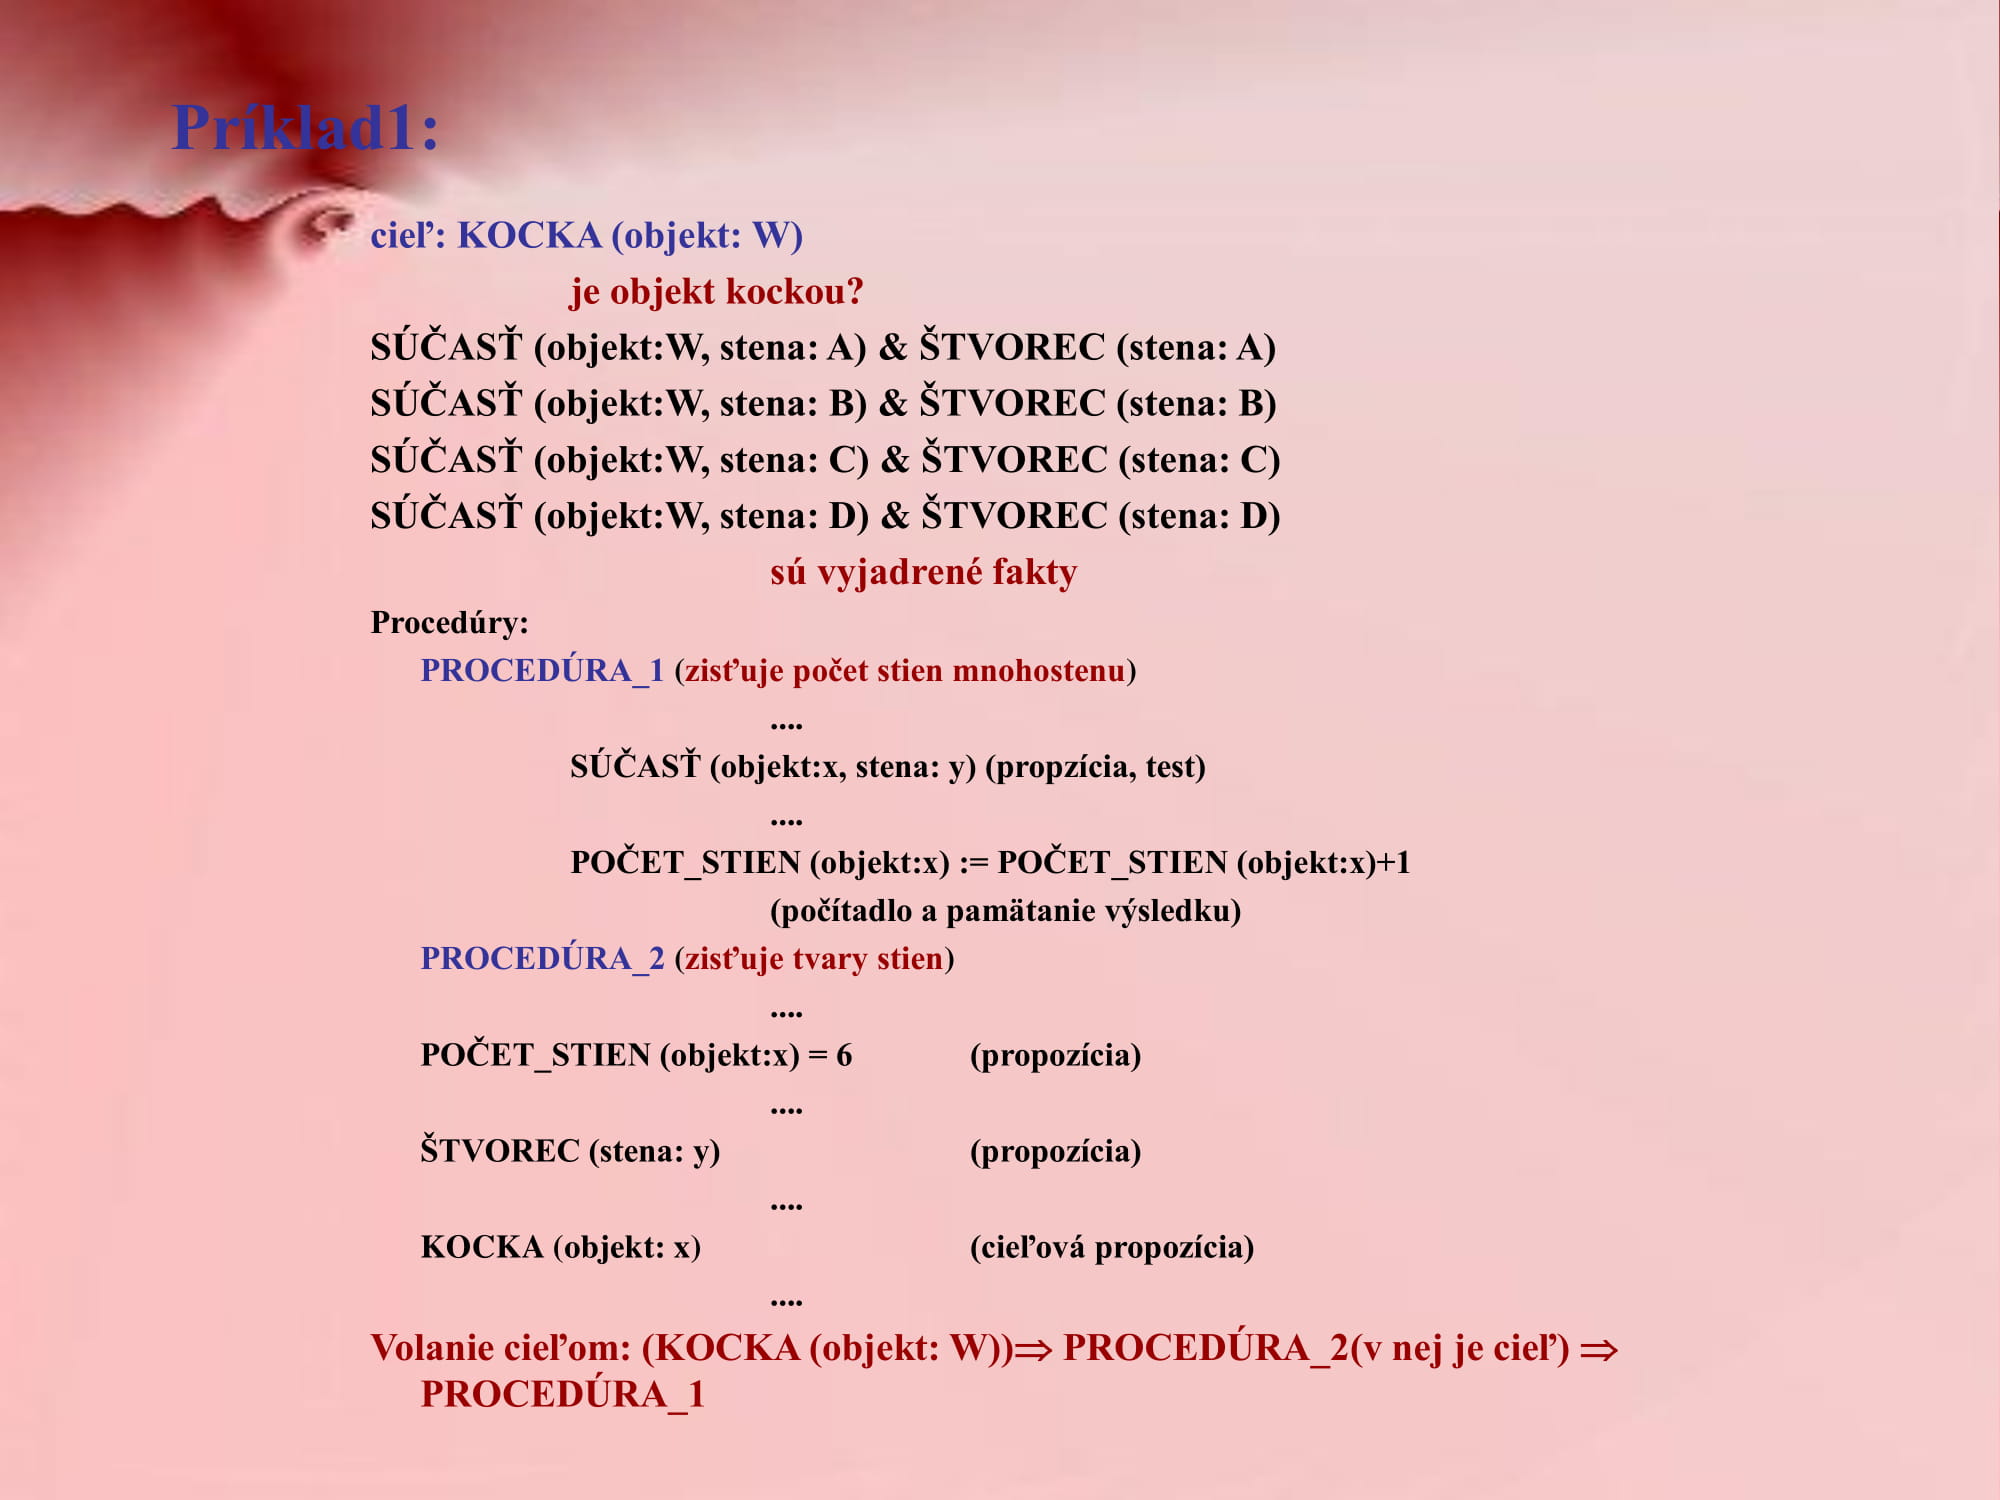 Príklad1:
cieľ: KOCKA (objekt: W)
je objekt kockou?
SÚČASŤ (objekt:W, stena: A) & ŠTVOREC (stena: A)
SÚČASŤ (objekt:W, stena: B) & ŠTVOREC (stena: B)
SÚČASŤ (objekt:W, stena: C) & ŠTVOREC (stena: C)
SÚČASŤ (objekt:W, stena: D) & ŠTVOREC (stena: D)
sú vyjadrené fakty
Procedúry:
PROCEDÚRA_1 (zisťuje počet stien mnohostenu)
....
SÚČASŤ (objekt:x, stena: y) (propzícia, test)
....
POČET_STIEN (objekt:x) := POČET_STIEN (objekt:x)+1
(počítadlo a pamätanie výsledku)
PROCEDÚRA_2 (zisťuje tvary stien)
....
POČET_STIEN (objekt:x) = 6 (propozícia)
....
ŠTVOREC (stena: y) (propozícia)
....
KOCKA (objekt: x) (cieľová propozícia)
....
Volanie cieľom: (KOCKA (objekt: W))⇒ PROCEDÚRA_2(v nej je cieľ) ⇒
PROCEDÚRA_1